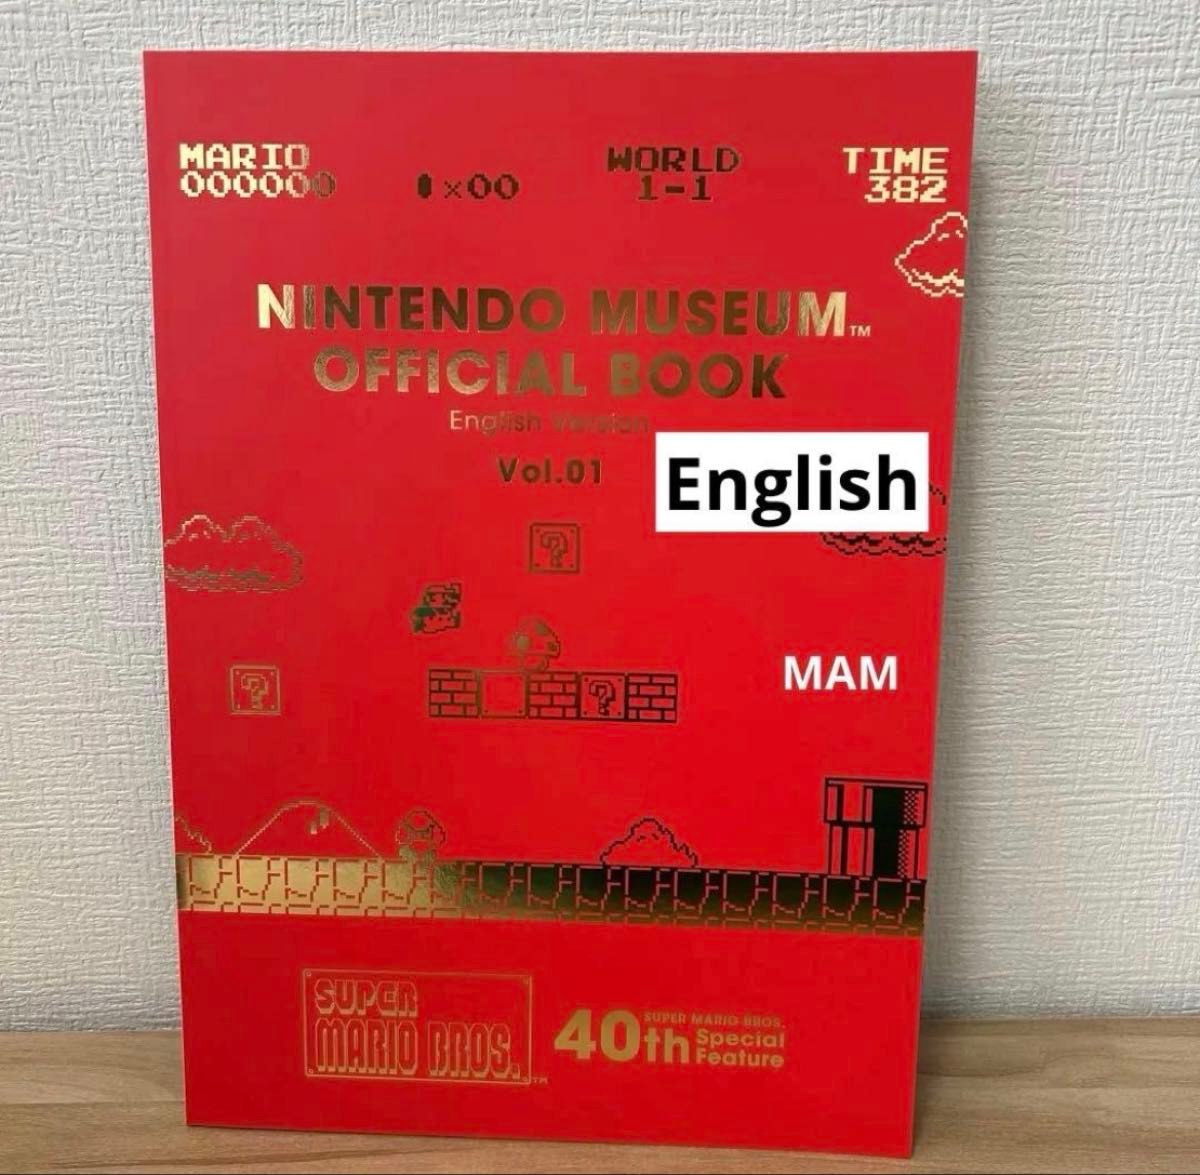 MARIO
000000
×00
WORLD
1-1
TIME
382
NINTENDO MUSEUM™
OFFICIAL BOOK
English Version
Vol.01
English
?
MAM
?
?
SUPER
MARIO BROS.™
40th
SUPER MARIO BROS.
Special
Feature